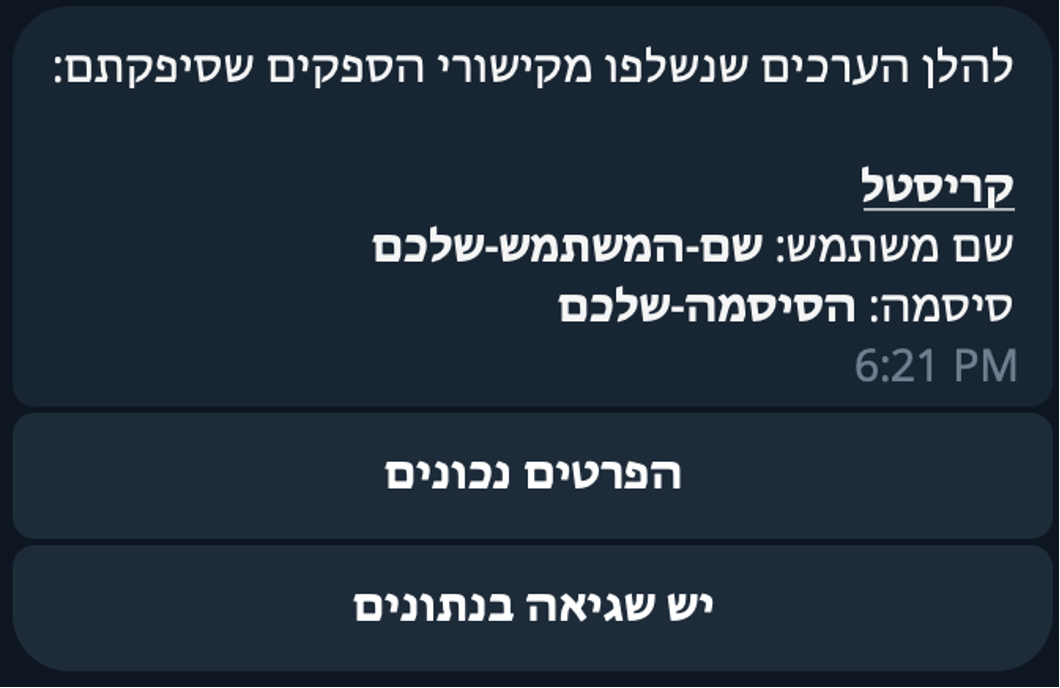 להלן הערכים שנשלפו מקישורי הספקים שסיפקתם:
קריסטל
שם משתמש: שם-המשתמש-שלכם
סיסמה: הסיסמה-שלכם
6:21 PM
הפרטים נכונים
יש שגיאה בנתונים